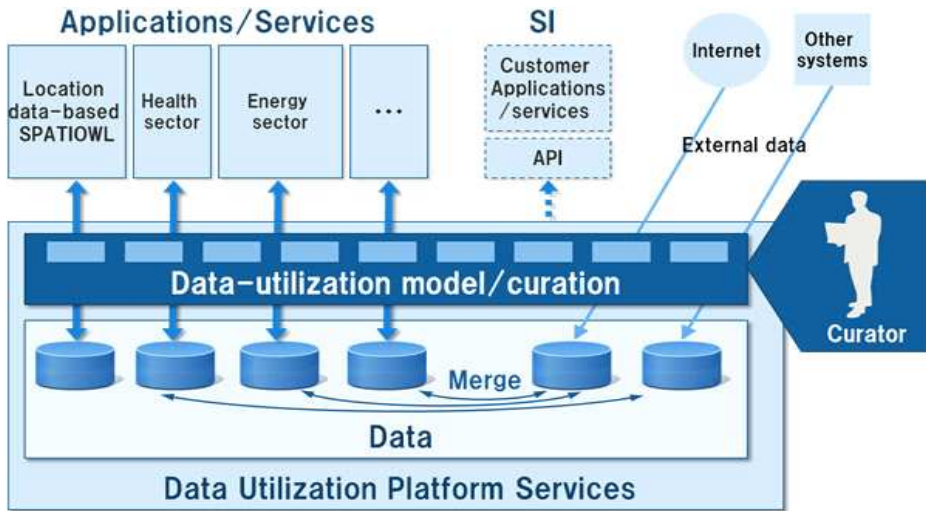 Applications/Services
SI
Internet
Other
systems
Location
data-based
SPATIOWL
Health
sector
Energy
sector
...
Customer
Applications
/services
API
External data
Data-utilization model/curation
Curator
Merge
Data
Data Utilization Platform Services